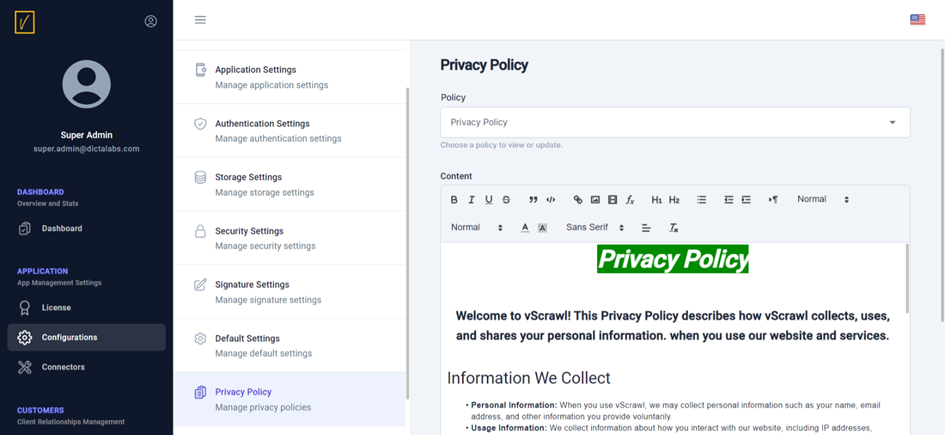 Super Admin
super.admin@dictalabs.com
DASHBOARD
Overview and Stats
Dashboard
APPLICATION
App Management Settings
License
Configurations
Connectors
CUSTOMERS
Client Relationships Management
Application Settings
Manage application settings
Authentication Settings
Manage authentication settings
Storage Settings
Manage storage settings
Security Settings
Manage security settings
Signature Settings
Manage signature settings
Default Settings
Manage default settings
Privacy Policy
Manage privacy policies
Privacy Policy
Policy
Privacy Policy
Choose a policy to view or update.
Content
B I U S H1 H2 Normal
Normal A A Sans Serif
Privacy Policy
Welcome to vScrawl! This Privacy Policy describes how vScrawl collects, uses,
and shares your personal information. when you use our website and services.
Information We Collect
• Personal Information: When you use vScrawl, we may collect personal information such as your name, email
address, and other information you provide voluntarily.
• Usage Information: We collect information about how you interact with our website, including IP addresses,